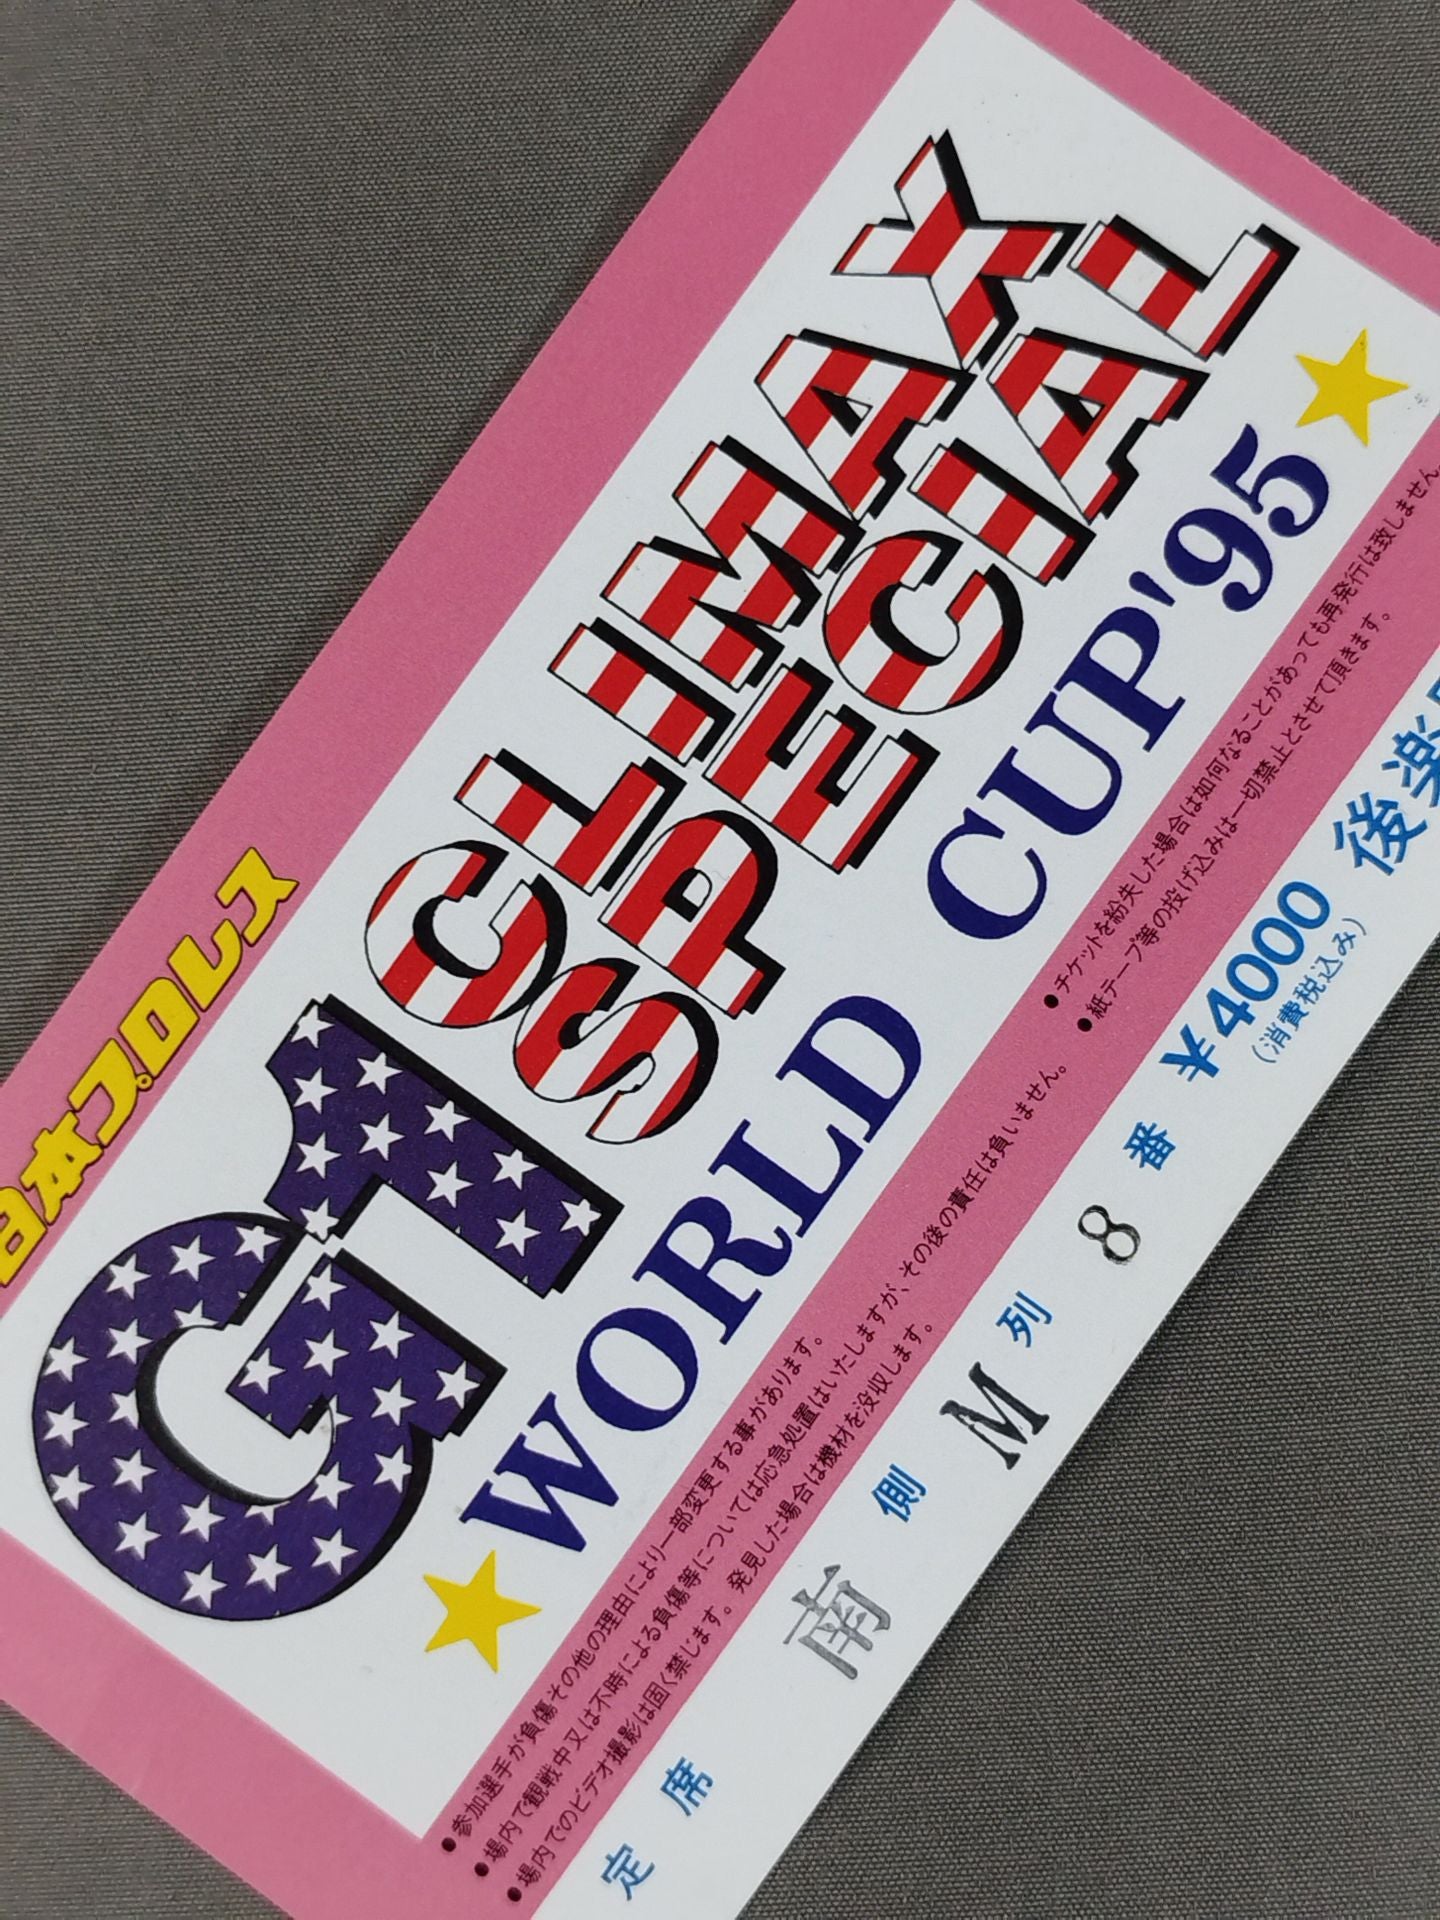 日本プロレス
G1 CLIMAX
SPECIAL
WORLD CUP'95
●参加選手が負傷その他の理由により一部変更する事があります。
●場内で観戦中又は不時による負傷等については応急処置はいたしますが、その後の責任は負いません。
●場内でのビデオ撮影は固く禁じます。発見した場合は機材を没収します。
●チケットを紛失した場合は如何なることがあっても再発行は致しません。
●紙テープ等の投げ込みは一切禁止とさせて頂きます。
定席 南側 M列 8番 ¥4000 後楽
(消費税込み)